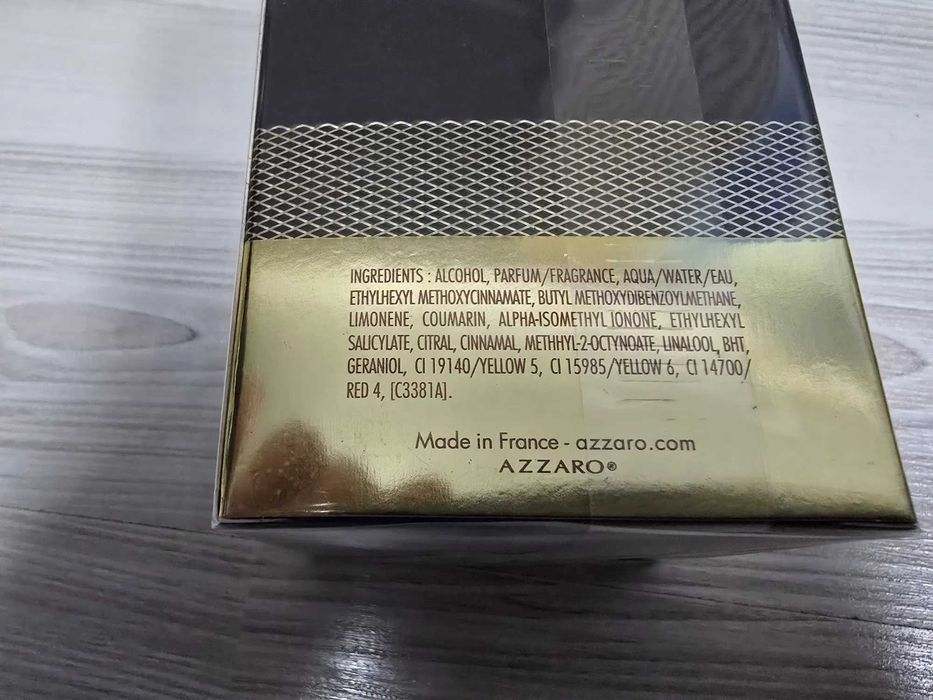 INGREDIENTS : ALCOHOL, PARFUM/FRAGRANCE, AQUA/WATER/EAU,
ETHYLHEXYL METHOXYCINNAMATE, BUTYL METHOXYDIBENZOYLMETHANE,
LIMONENE, COUMARIN, ALPHA-ISOMETHYL IONONE, ETHYLHEXYL
SALICYLATE, CITRAL, CINNAMAL, METHHYL-2-OCTYNOATE, LINALOOL, BHT,
GERANIOL, CI 19140/YELLOW 5, CI 15985/YELLOW 6, CI 14700/
RED 4, [C3381A].
Made in France - azzaro.com
AZZARO®